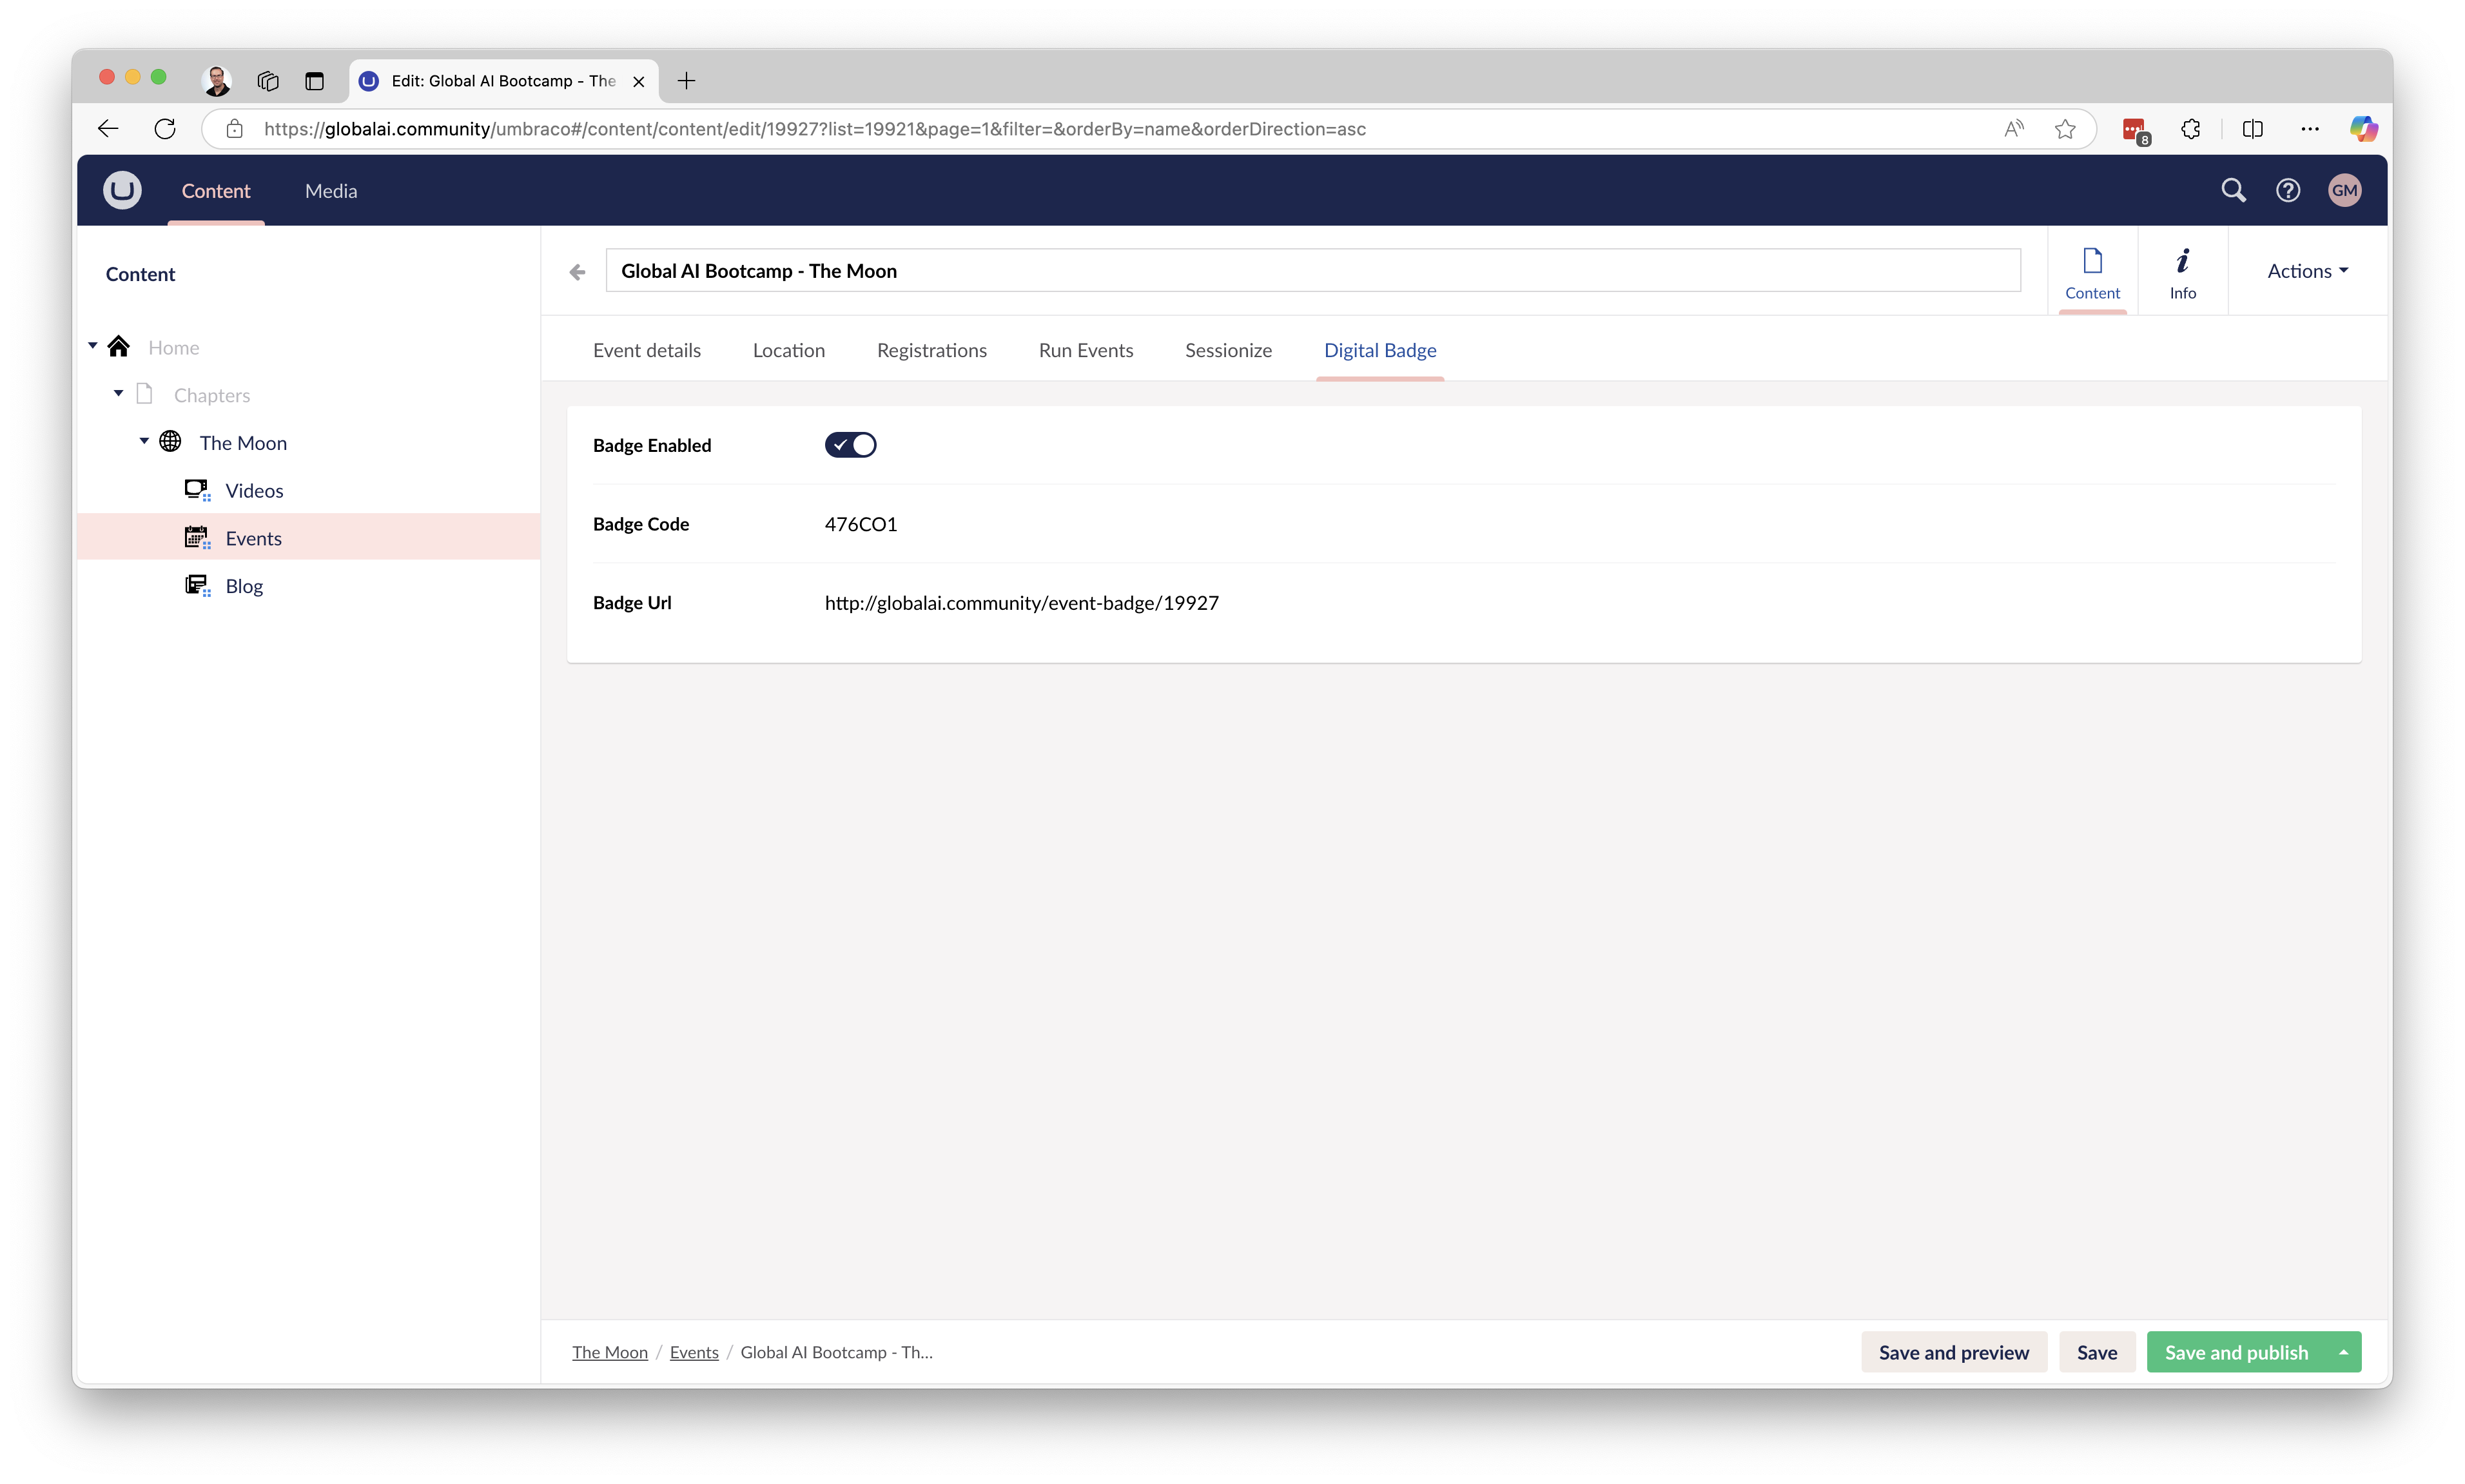 Edit: Global AI Bootcamp - The
https://globalai.community/umbraco#/content/content/edit/19927?list=19921&page=1&filter=&orderBy=name&orderDirection=asc
8
Content
Media
GM
Content
Home
Chapters
The Moon
Videos
Events
Blog
Global AI Bootcamp - The Moon
Content
Info
Actions
Event details
Location
Registrations
Run Events
Sessionize
Digital Badge
Badge Enabled
Badge Code
476CO1
Badge Url
http://globalai.community/event-badge/19927
The Moon / Events / Global AI Bootcamp - Th...
Save and preview
Save
Save and publish